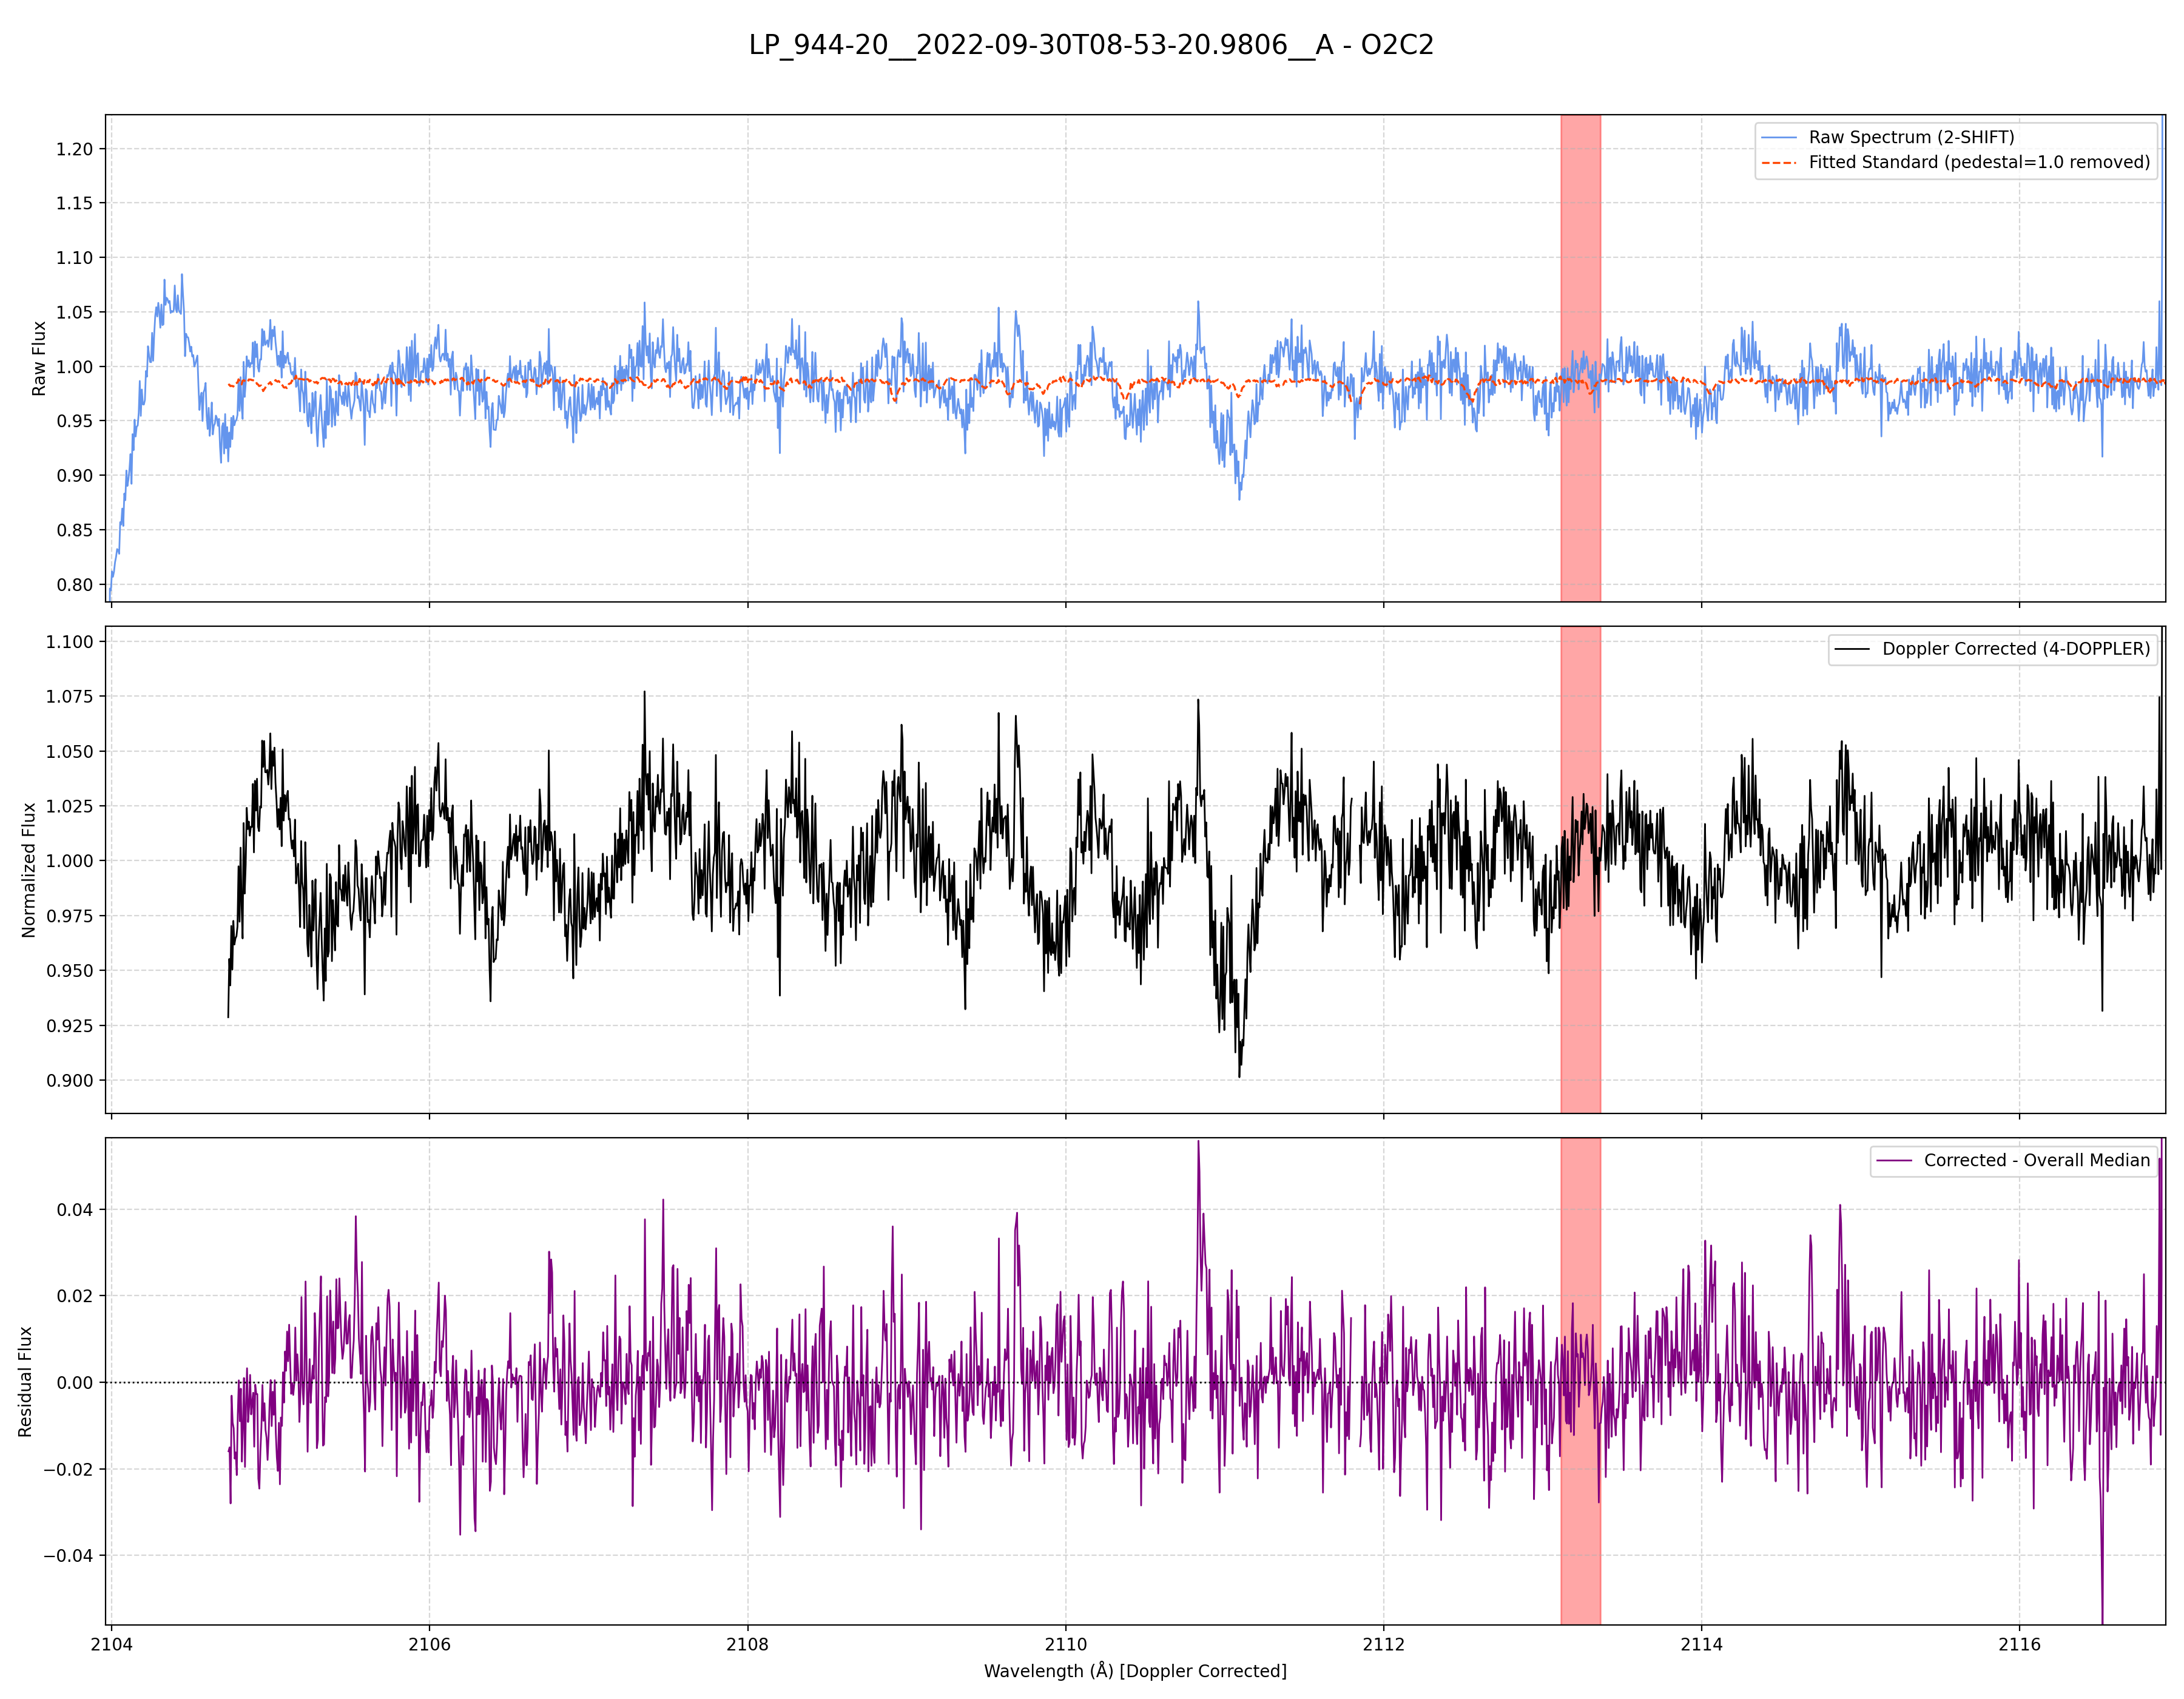 LP_944-20__2022-09-30T08-53-20.9806__A - O2C2
Raw Spectrum (2-SHIFT)
Fitted Standard (pedestal=1.0 removed)
1.20
1.15
1.10
1.05
1.00
0.95
0.90
0.85
0.80
Raw Flux
Doppler Corrected (4-DOPPLER)
1.100
1.075
1.050
1.025
1.000
0.975
0.950
0.925
0.900
Normalized Flux
Corrected - Overall Median
0.04
0.02
0.00
−0.02
−0.04
Residual Flux
2104 2106 2108 2110 2112 2114 2116
Wavelength (Å) [Doppler Corrected]